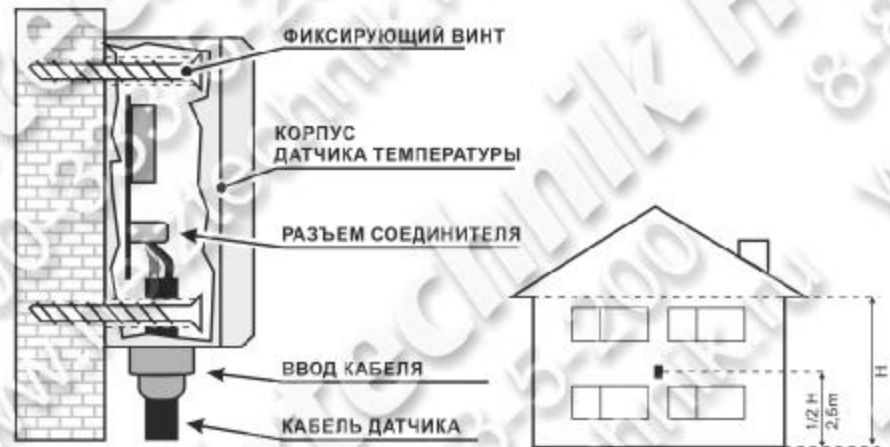 ФИКСИРУЮЩИЙ ВИНТ
КОРПУС
ДАТЧИКА ТЕМПЕРАТУРЫ
РАЗЪЕМ СОЕДИНИТЕЛЯ
ВВОД КАБЕЛЯ
КАБЕЛЬ ДАТЧИКА
H
1/2 H
2,5m